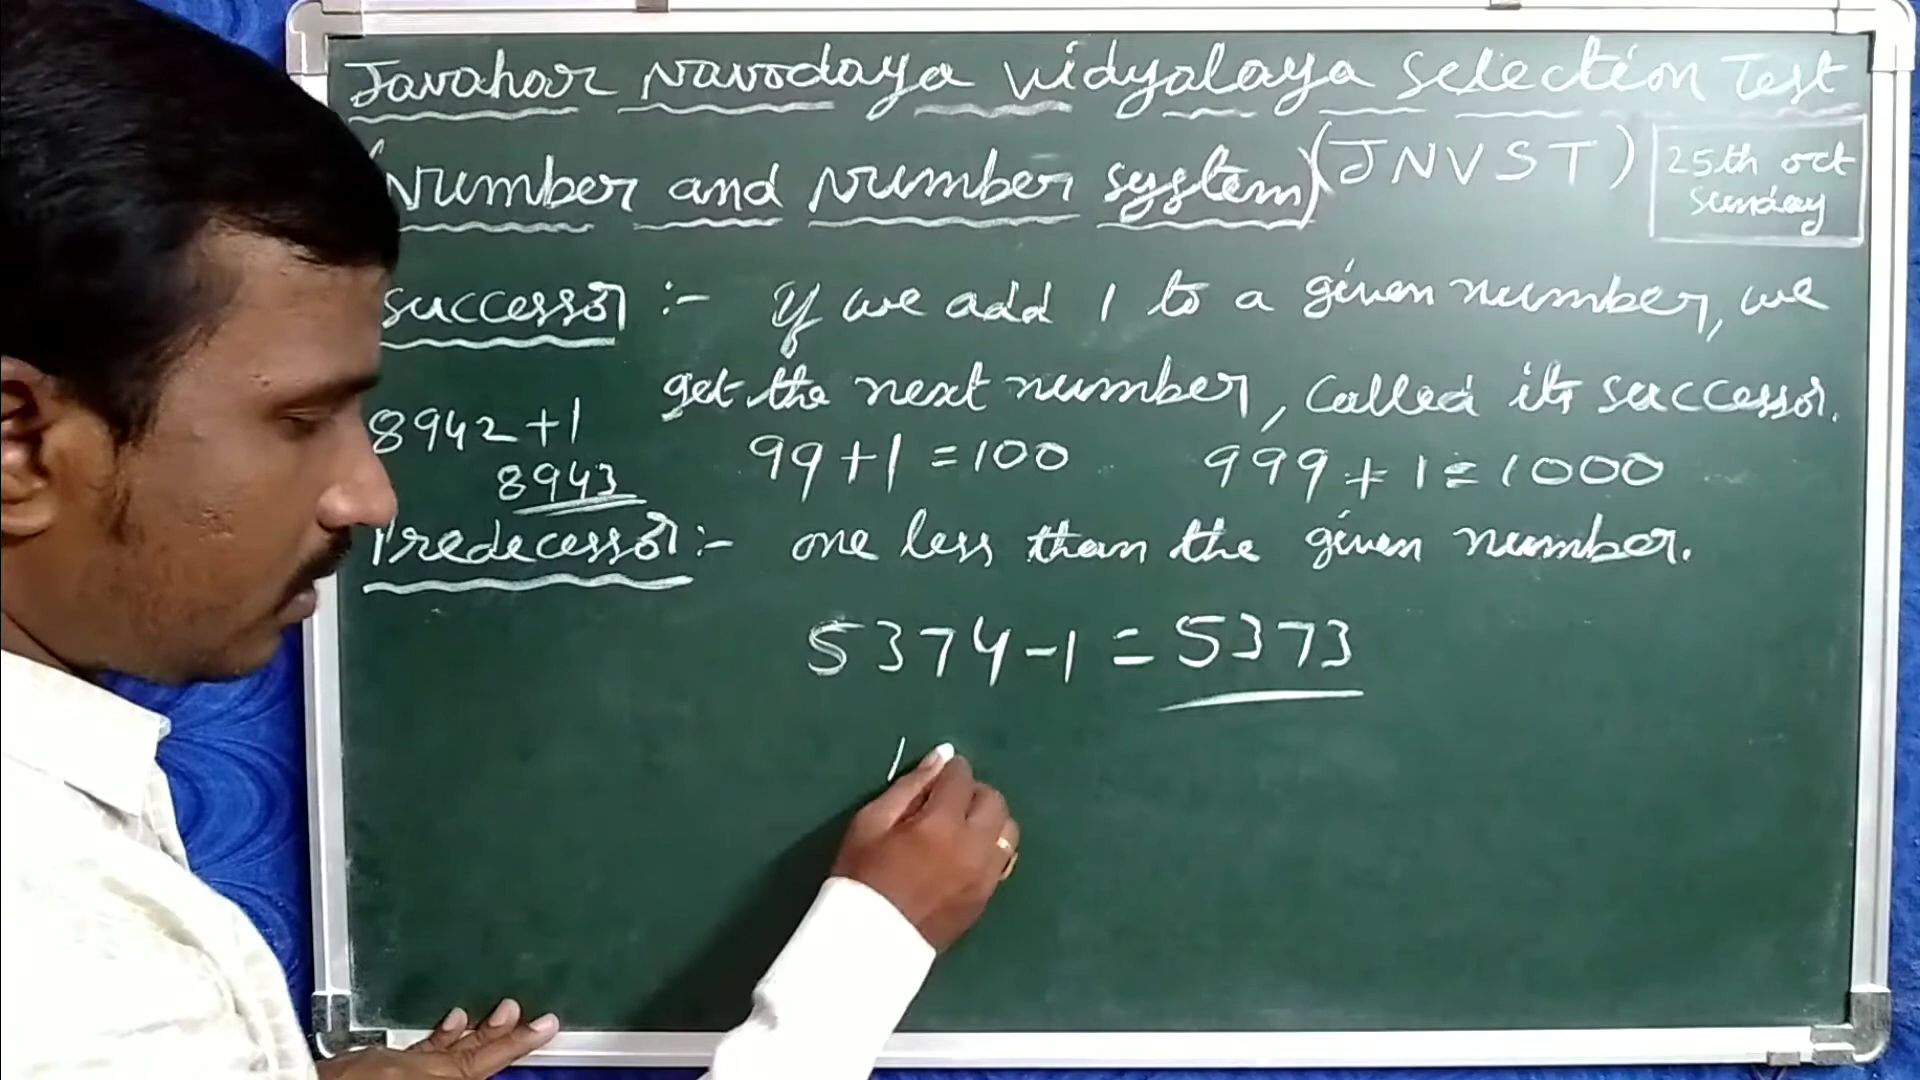 Javahar Navodaya Vidyalaya Selection Test
(Number and Number system) (JNVST)
25th oct
Sunday
Successor :- If we add 1 to a given number, we
get the next number, called its successor.
8942+1
8943
99+1=100
999+1=1000
Predecessor :- one less than the given number.
5374-1=5373
1